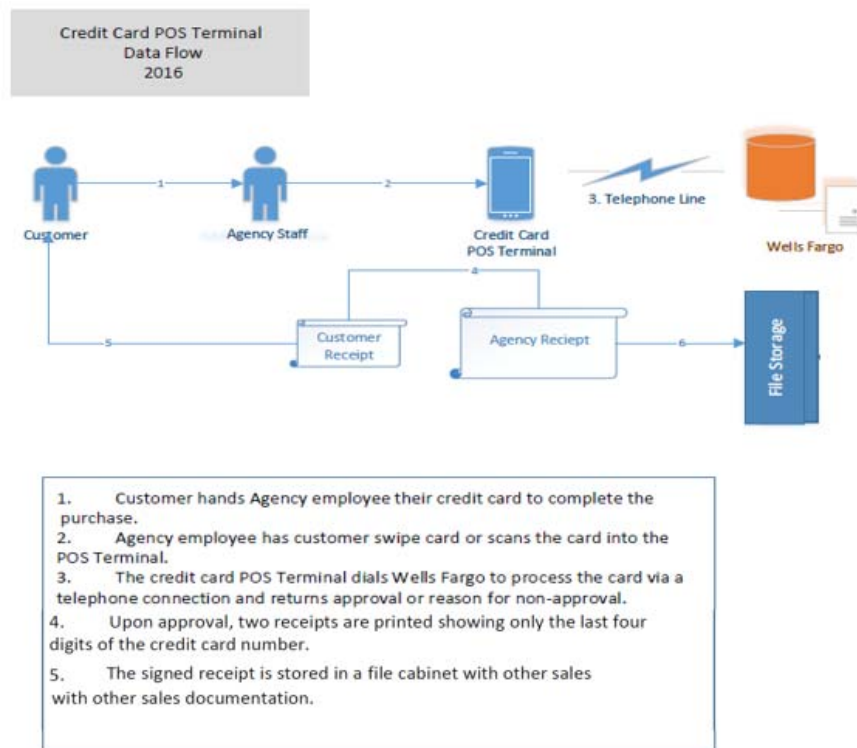 Credit Card POS Terminal
Data Flow
2016
1
2
3. Telephone Line
Customer
Agency Staff
Credit Card
POS Terminal
Wells Fargo
4
Customer
Receipt
Agency Reciept
5
6
File Storage
1. Customer hands Agency employee their credit card to complete the
purchase.
2. Agency employee has customer swipe card or scans the card into the
POS Terminal.
3. The credit card POS Terminal dials Wells Fargo to process the card via a
telephone connection and returns approval or reason for non-approval.
4. Upon approval, two receipts are printed showing only the last four
digits of the credit card number.
5. The signed receipt is stored in a file cabinet with other sales
with other sales documentation.